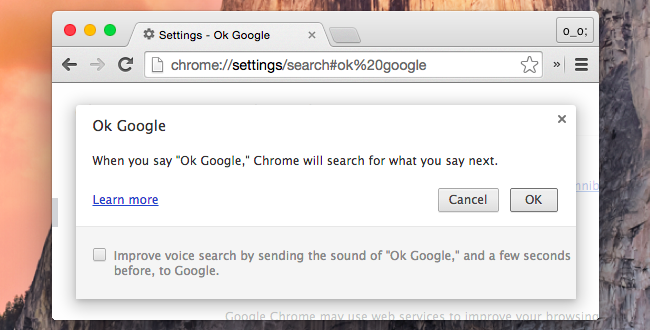 Settings - Ok Google
o_o;
chrome://settings/search#ok%20google
»
Ok Google
When you say "Ok Google," Chrome will search for what you say next.
Learn more
Cancel
OK
mnib
Improve voice search by sending the sound of "Ok Google," and a few seconds
before, to Google.
Google Chrome may use web services to improve your browsing